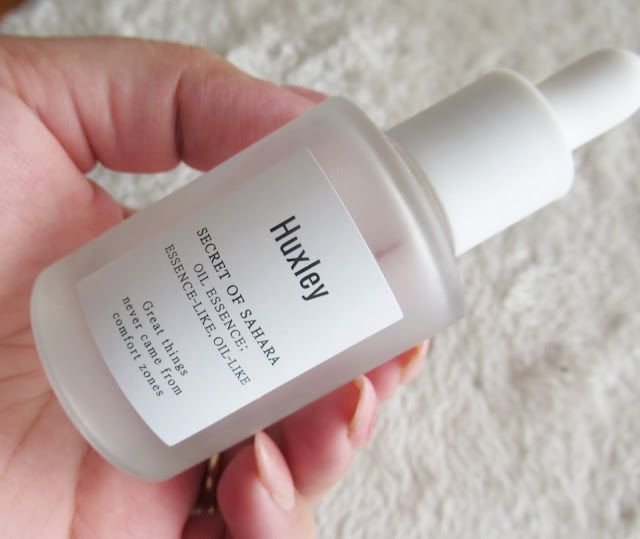 Huxley
SECRET OF SAHARA
OIL ESSENCE;
ESSENCE-LIKE, OIL-LIKE
Great things
never came from
comfort zones